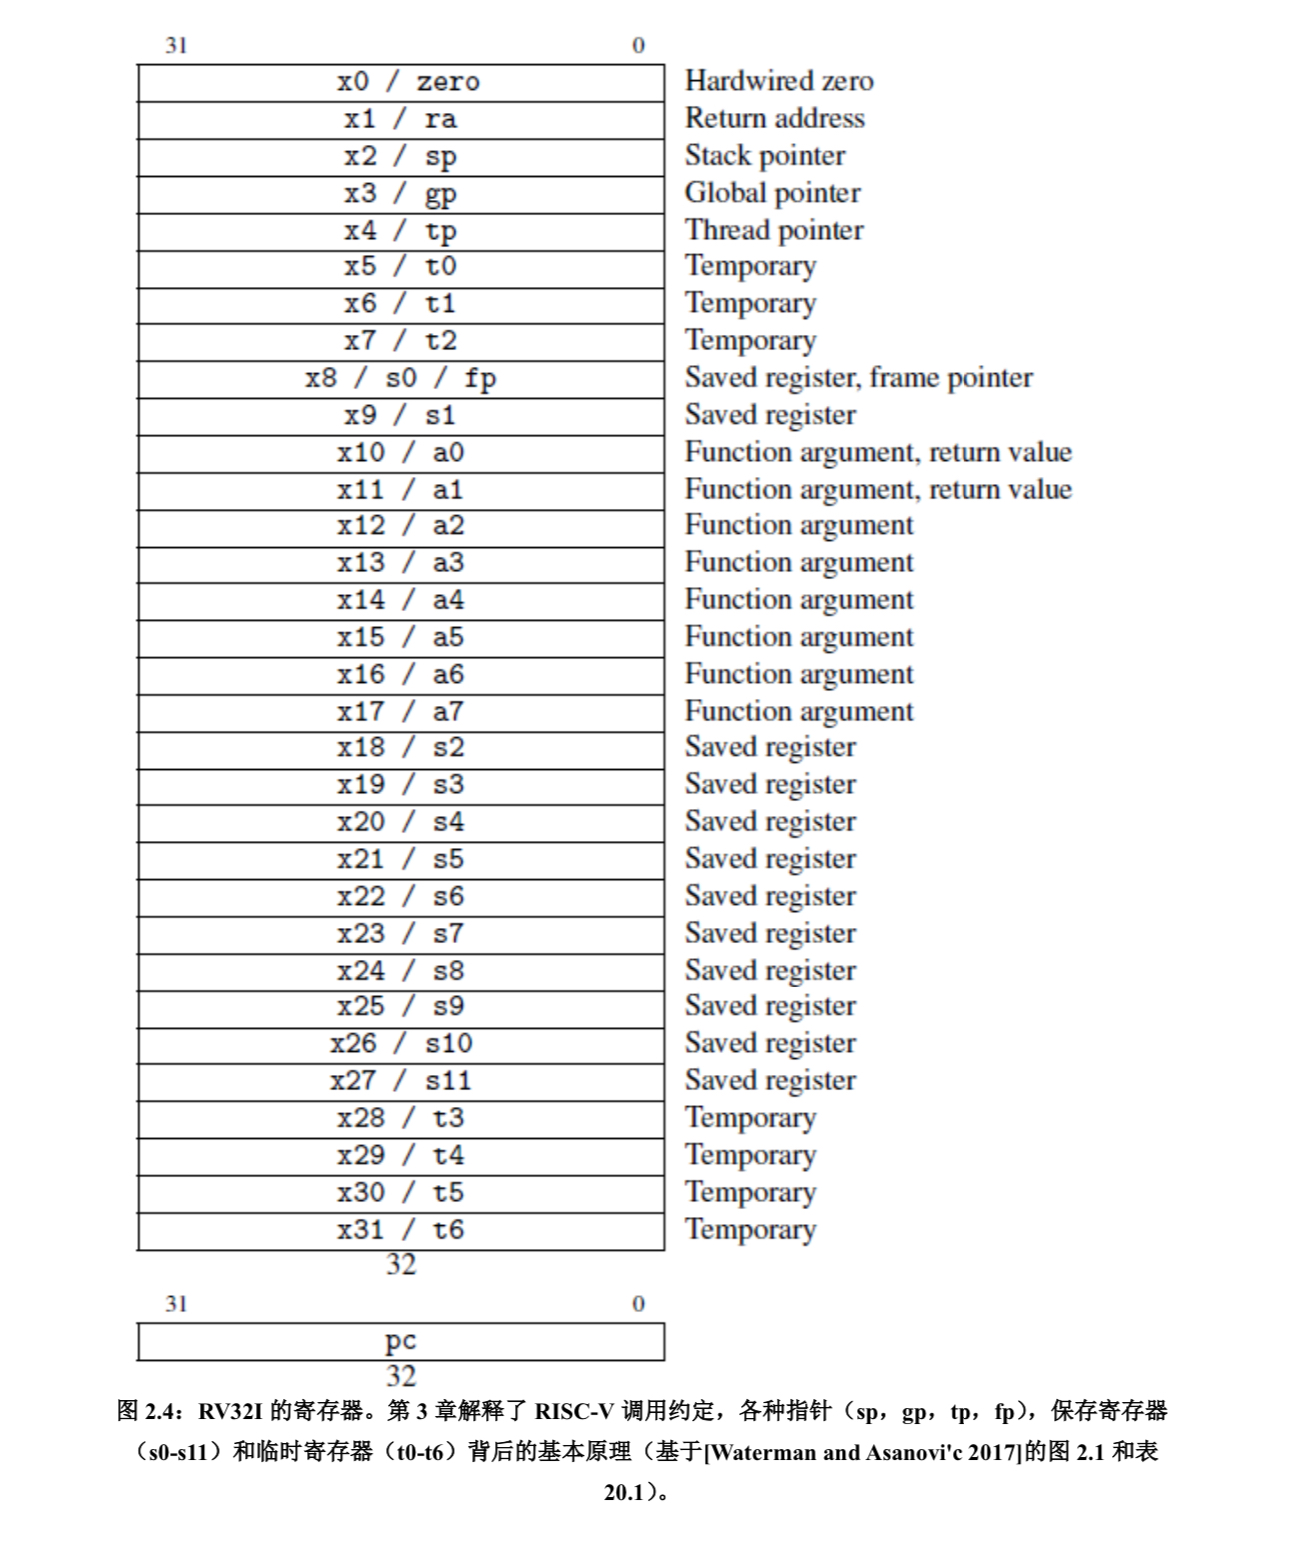 31 0
x0 / zero Hardwired zero
x1 / ra Return address
x2 / sp Stack pointer
x3 / gp Global pointer
x4 / tp Thread pointer
x5 / t0 Temporary
x6 / t1 Temporary
x7 / t2 Temporary
x8 / s0 / fp Saved register, frame pointer
x9 / s1 Saved register
x10 / a0 Function argument, return value
x11 / a1 Function argument, return value
x12 / a2 Function argument
x13 / a3 Function argument
x14 / a4 Function argument
x15 / a5 Function argument
x16 / a6 Function argument
x17 / a7 Function argument
x18 / s2 Saved register
x19 / s3 Saved register
x20 / s4 Saved register
x21 / s5 Saved register
x22 / s6 Saved register
x23 / s7 Saved register
x24 / s8 Saved register
x25 / s9 Saved register
x26 / s10 Saved register
x27 / s11 Saved register
x28 / t3 Temporary
x29 / t4 Temporary
x30 / t5 Temporary
x31 / t6 Temporary
32
31 0
pc
32
图 2.4：RV32I 的寄存器。第 3 章解释了 RISC-V 调用约定，各种指针（sp，gp，tp，fp），保存寄存器
（s0-s11）和临时寄存器（t0-t6）背后的基本原理（基于[Waterman and Asanovi'c 2017]的图 2.1 和表
20.1）。